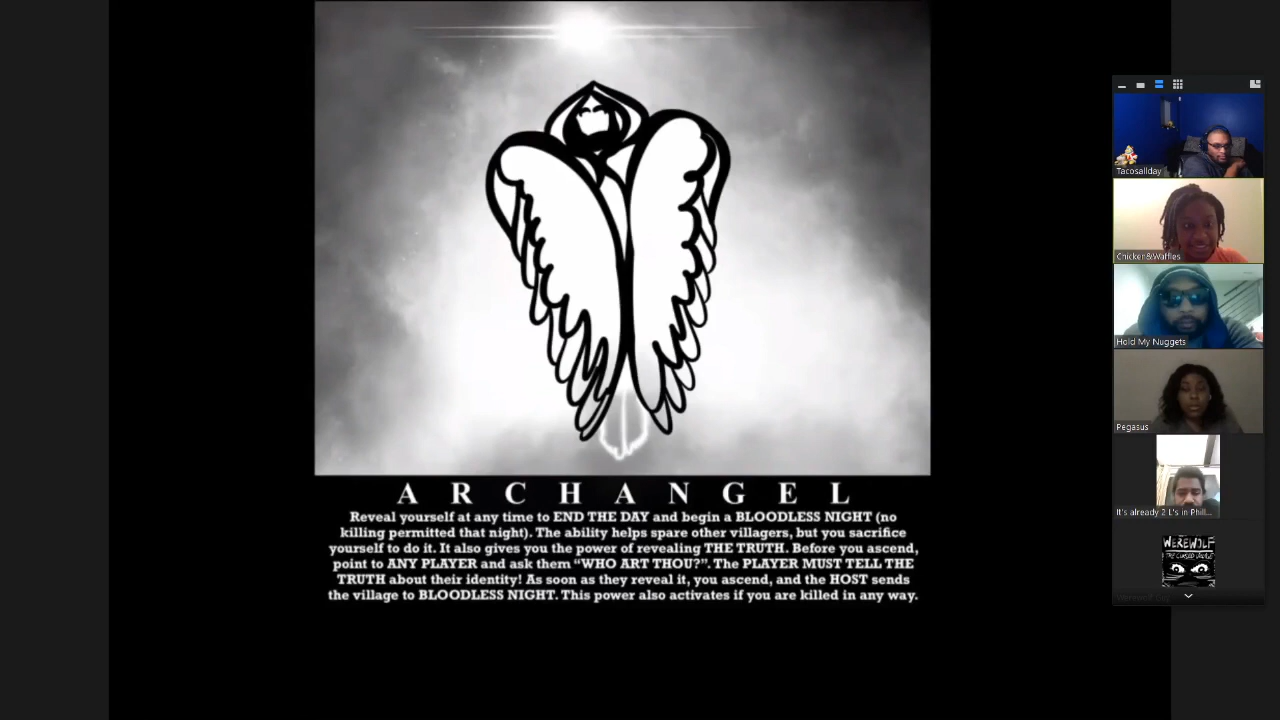 A R C H A N G E L
Reveal yourself at any time to END THE DAY and begin a BLOODLESS NIGHT (no
killing permitted that night). The ability helps spare other villagers, but you sacrifice
yourself to do it. It also gives you the power of revealing THE TRUTH. Before you ascend,
point to ANY PLAYER and ask them “WHO ART THOU?”. The PLAYER MUST TELL THE
TRUTH about their identity! As soon as they reveal it, you ascend, and the HOST sends
the village to BLOODLESS NIGHT. This power also activates if you are killed in any way.
Tacosallday
Chicken&Waffles
Hold My Nuggets
Pegasus
It's already 2 L's in Phill...
WEREWOLF
THE CURSED VILLAGE